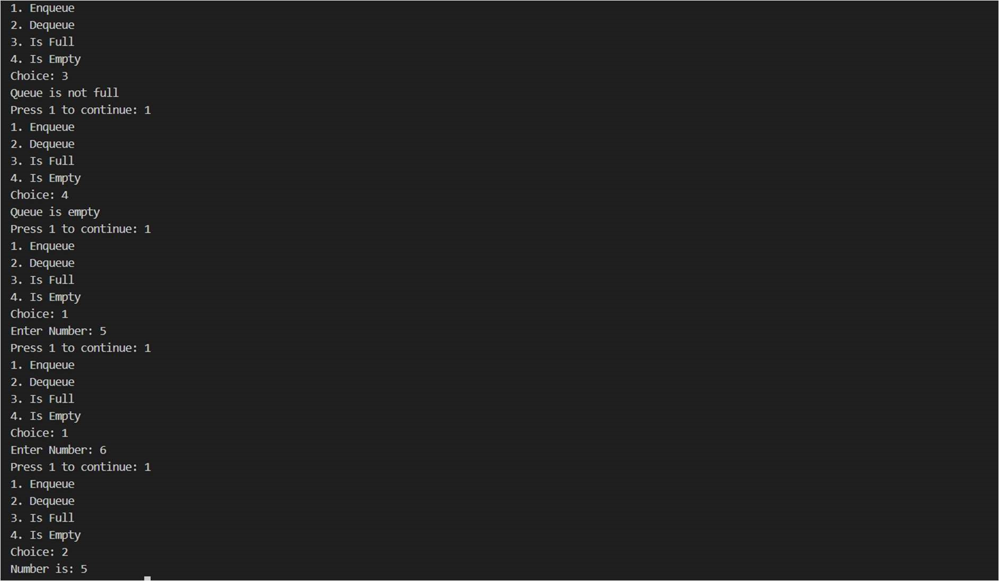 1. Enqueue
2. Dequeue
3. Is Full
4. Is Empty
Choice: 3
Queue is not full
Press 1 to continue: 1
1. Enqueue
2. Dequeue
3. Is Full
4. Is Empty
Choice: 4
Queue is empty
Press 1 to continue: 1
1. Enqueue
2. Dequeue
3. Is Full
4. Is Empty
Choice: 1
Enter Number: 5
Press 1 to continue: 1
1. Enqueue
2. Dequeue
3. Is Full
4. Is Empty
Choice: 1
Enter Number: 6
Press 1 to continue: 1
1. Enqueue
2. Dequeue
3. Is Full
4. Is Empty
Choice: 2
Number is: 5